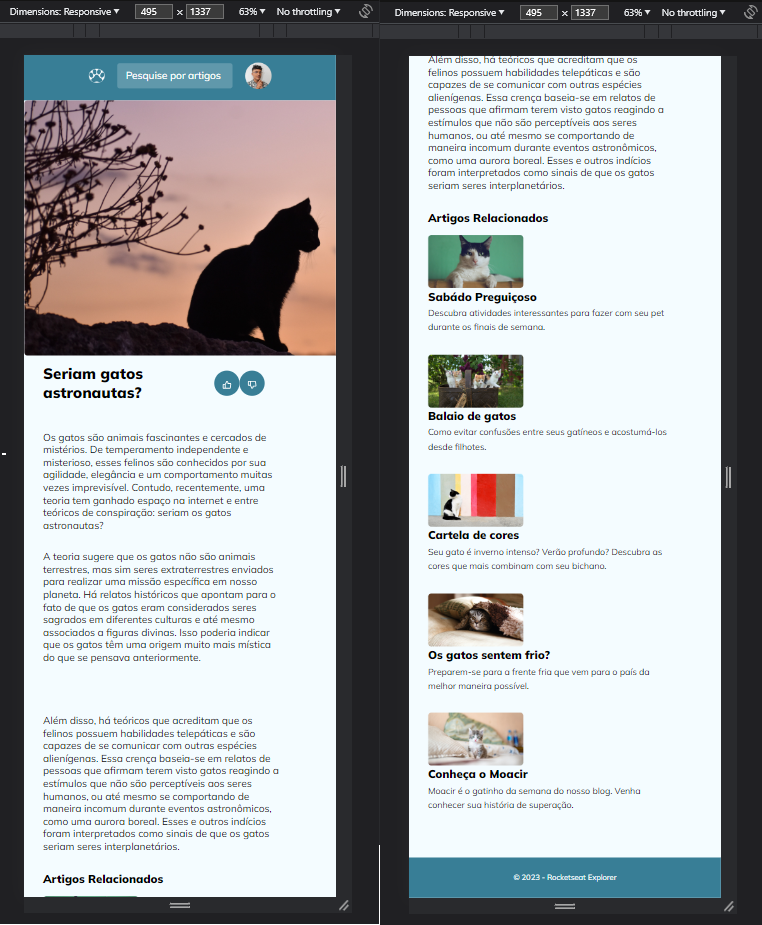 Dimensions: Responsive 495 × 1337 63% No throttling
Pesquise por artigos
Seriam gatos
astronautas?
Os gatos são animais fascinantes e cercados de
mistérios. De temperamento independente e
misterioso, esses felinos são conhecidos por sua
agilidade, elegância e um comportamento muitas
vezes imprevisível. Contudo, recentemente, uma
teoria tem ganhado espaço na internet e entre
teóricos de conspiração: seriam os gatos
astronautas?
A teoria sugere que os gatos não são animais
terrestres, mas sim seres extraterrestres enviados
para realizar uma missão específica em nosso
planeta. Há relatos históricos que apontam para o
fato de que os gatos eram considerados seres
sagrados em diferentes culturas e até mesmo
associados a figuras divinas. Isso poderia indicar
que os gatos têm uma origem muito mais mística
do que se pensava anteriormente.
Além disso, há teóricos que acreditam que os
felinos possuem habilidades telepáticas e são
capazes de se comunicar com outras espécies
alienígenas. Essa crença baseia-se em relatos de
pessoas que afirmam terem visto gatos reagindo a
estímulos que não são perceptíveis aos seres
humanos, ou até mesmo se comportando de
maneira incomum durante eventos astronômicos,
como uma aurora boreal. Esses e outros indícios
foram interpretados como sinais de que os gatos
seriam seres interplanetários.
Artigos Relacionados
Dimensions: Responsive 495 × 1337 63% No throttling
Além disso, há teóricos que acreditam que os
felinos possuem habilidades telepáticas e são
capazes de se comunicar com outras espécies
alienígenas. Essa crença baseia-se em relatos de
pessoas que afirmam terem visto gatos reagindo a
estímulos que não são perceptíveis aos seres
humanos, ou até mesmo se comportando de
maneira incomum durante eventos astronômicos,
como uma aurora boreal. Esses e outros indícios
foram interpretados como sinais de que os gatos
seriam seres interplanetários.
Artigos Relacionados
Sabádo Preguiçoso
Descubra atividades interessantes para fazer com seu pet
durante os finais de semana.
Balaio de gatos
Como evitar confusões entre seus gatíneos e acostumá-los
desde filhotes.
Cartela de cores
Seu gato é inverno intenso? Verão profundo? Descubra as
cores que mais combinam com seu bichano.
Os gatos sentem frio?
Preparem-se para a frente fria que vem para o país da
melhor maneira possível.
Conheça o Moacir
Moacir é o gatinho da semana do nosso blog. Venha
conhecer sua história de superação.
© 2023 - Rocketseat Explorer